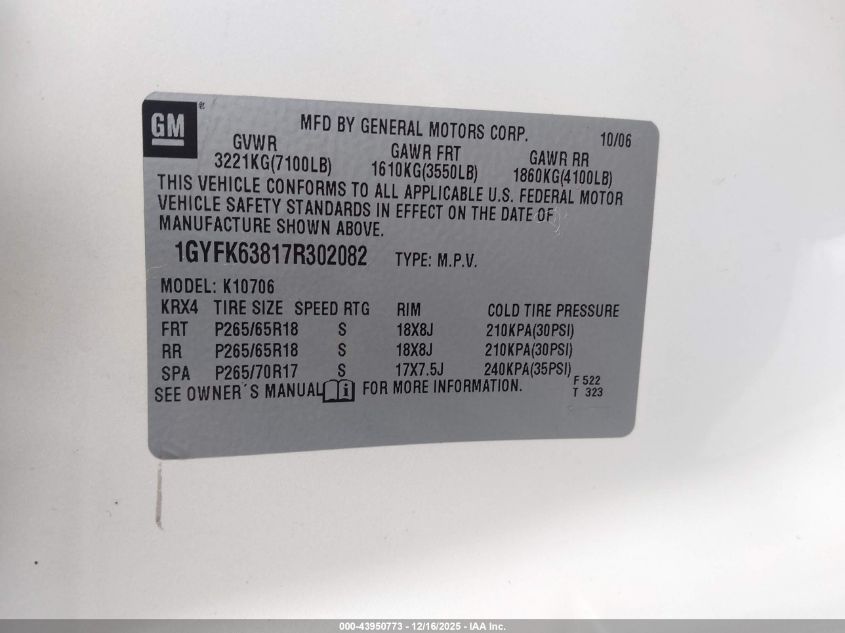 GM ®
MFD BY GENERAL MOTORS CORP. 10/06
GVWR GAWR FRT GAWR RR
3221KG(7100LB) 1610KG(3550LB) 1860KG(4100LB)
THIS VEHICLE CONFORMS TO ALL APPLICABLE U.S. FEDERAL MOTOR
VEHICLE SAFETY STANDARDS IN EFFECT ON THE DATE OF
MANUFACTURE SHOWN ABOVE.
1GYFK63817R302082 TYPE: M.P.V.
MODEL: K10706
KRX4 TIRE SIZE SPEED RTG RIM COLD TIRE PRESSURE
FRT P265/65R18 S 18X8J 210KPA(30PSI)
RR P265/65R18 S 18X8J 210KPA(30PSI)
SPA P265/70R17 S 17X7.5J 240KPA(35PSI)
SEE OWNER´S MANUAL i FOR MORE INFORMATION.
F 522
T 323
000-43950773 - 12/16/2025 - IAA Inc.